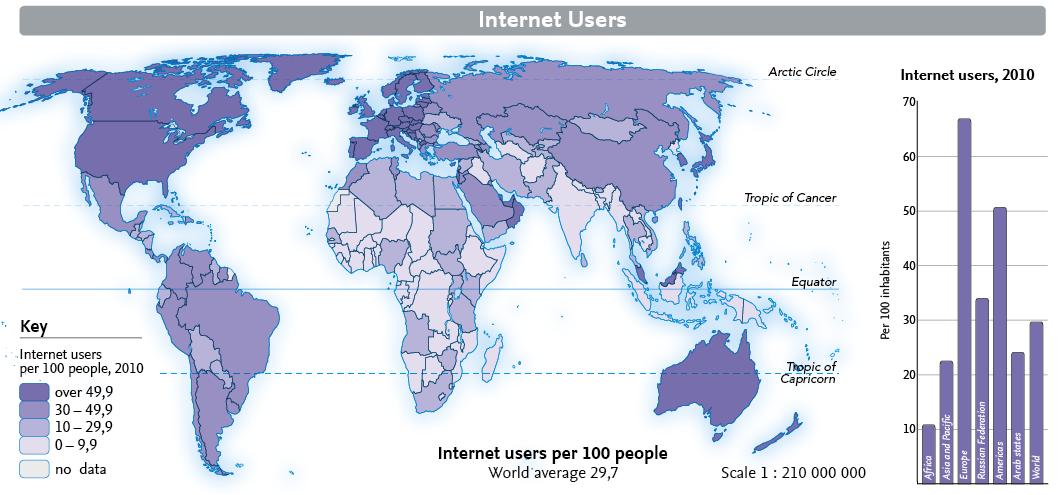 Internet Users
Arctic Circle
Tropic of Cancer
Equator
Tropic of
Capricorn
Key
Internet users
per 100 people, 2010
over 49,9
30 – 49,9
10 – 29,9
0 – 9,9
no data
Internet users per 100 people
World average 29,7
Scale 1 : 210 000 000
Internet users, 2010
Per 100 inhabitants
70
60
50
40
30
20
10
Africa
Asia and Pacific
Europe
Russian Federation
Americas
Arab states
World